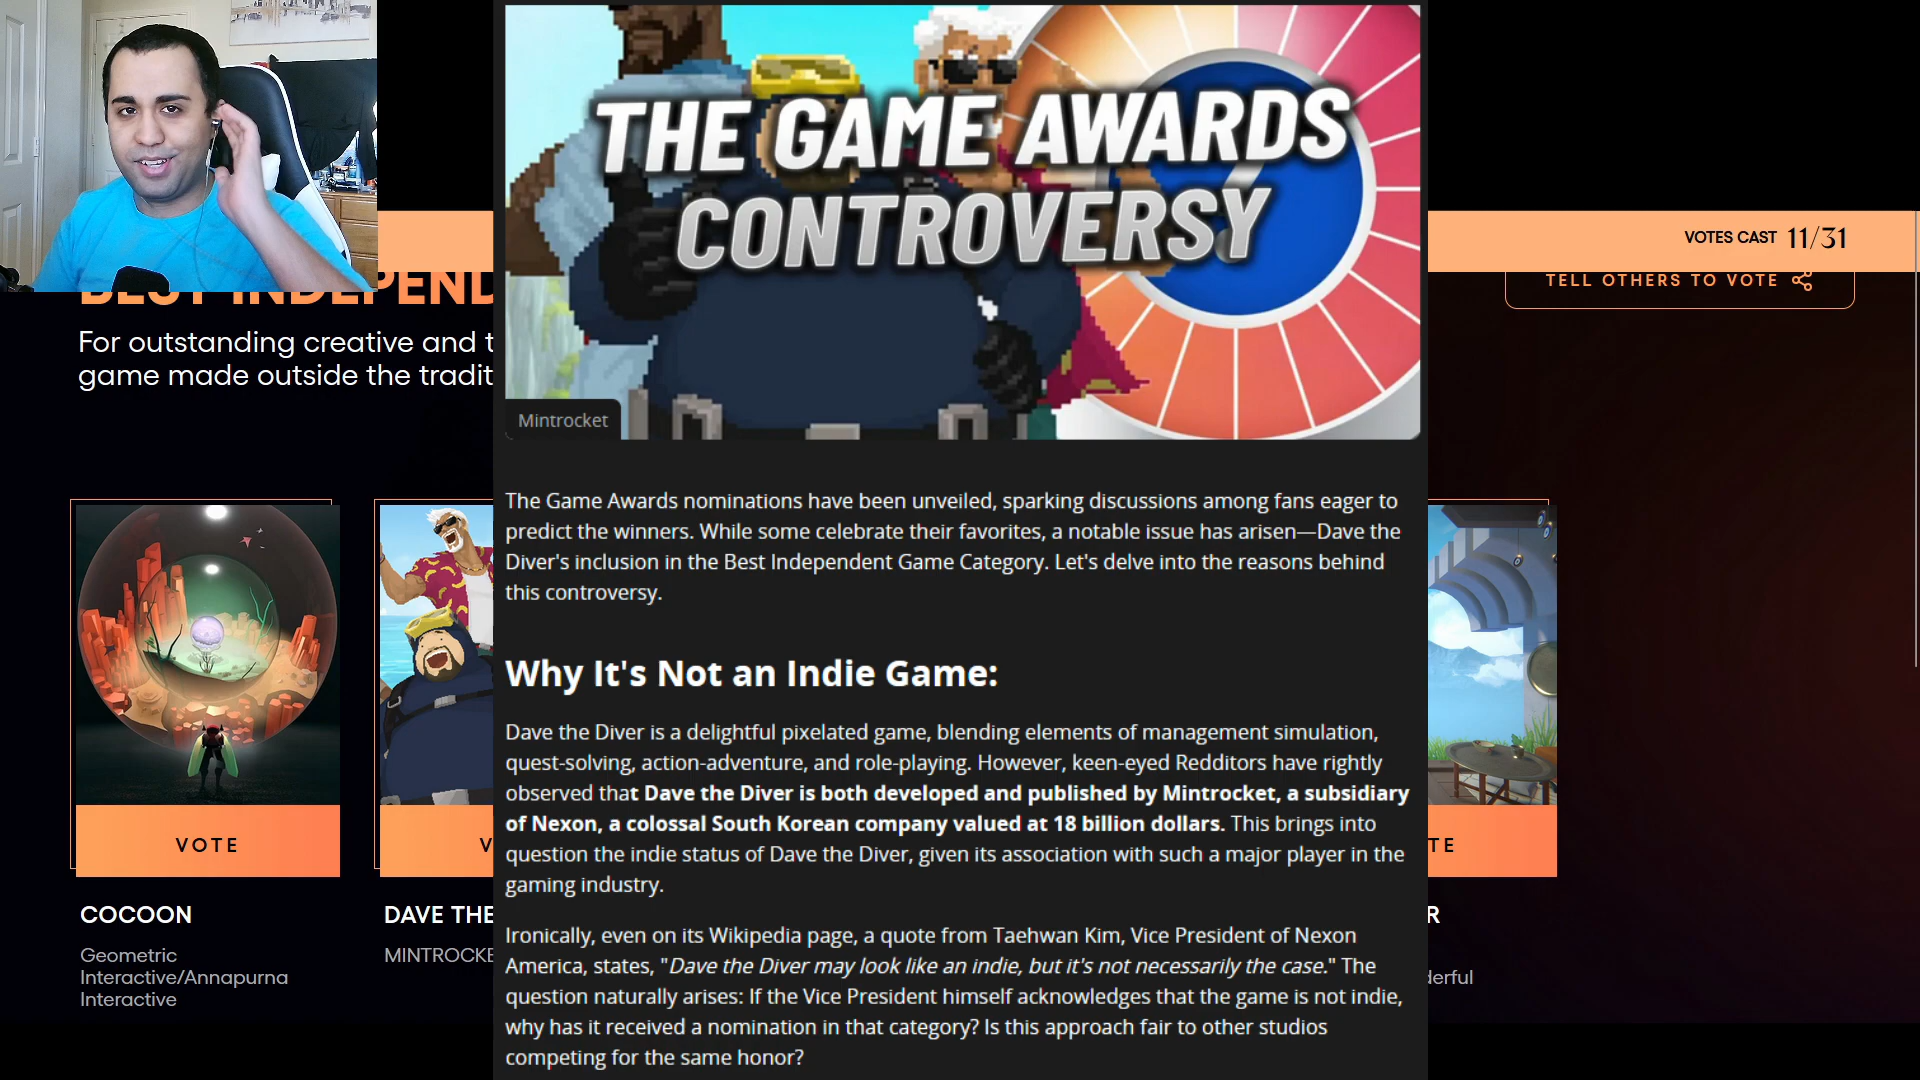 THE GAME AWARDS
CONTROVERSY
Mintrocket
VOTES CAST 11/31
TELL OTHERS TO VOTE
BEST INDEPEND
For outstanding creative and t
game made outside the tradit
The Game Awards nominations have been unveiled, sparking discussions among fans eager to
predict the winners. While some celebrate their favorites, a notable issue has arisen—Dave the
Diver's inclusion in the Best Independent Game Category. Let's delve into the reasons behind
this controversy.
Why It's Not an Indie Game:
Dave the Diver is a delightful pixelated game, blending elements of management simulation,
quest-solving, action-adventure, and role-playing. However, keen-eyed Redditors have rightly
observed that Dave the Diver is both developed and published by Mintrocket, a subsidiary
of Nexon, a colossal South Korean company valued at 18 billion dollars. This brings into
question the indie status of Dave the Diver, given its association with such a major player in the
gaming industry.
Ironically, even on its Wikipedia page, a quote from Taehwan Kim, Vice President of Nexon
America, states, "Dave the Diver may look like an indie, but it's not necessarily the case." The
question naturally arises: If the Vice President himself acknowledges that the game is not indie,
why has it received a nomination in that category? Is this approach fair to other studios
competing for the same honor?
VOTE
COCOON
Geometric
Interactive/Annapurna
Interactive
V
DAVE THE
MINTROCKE
TE
R
derful